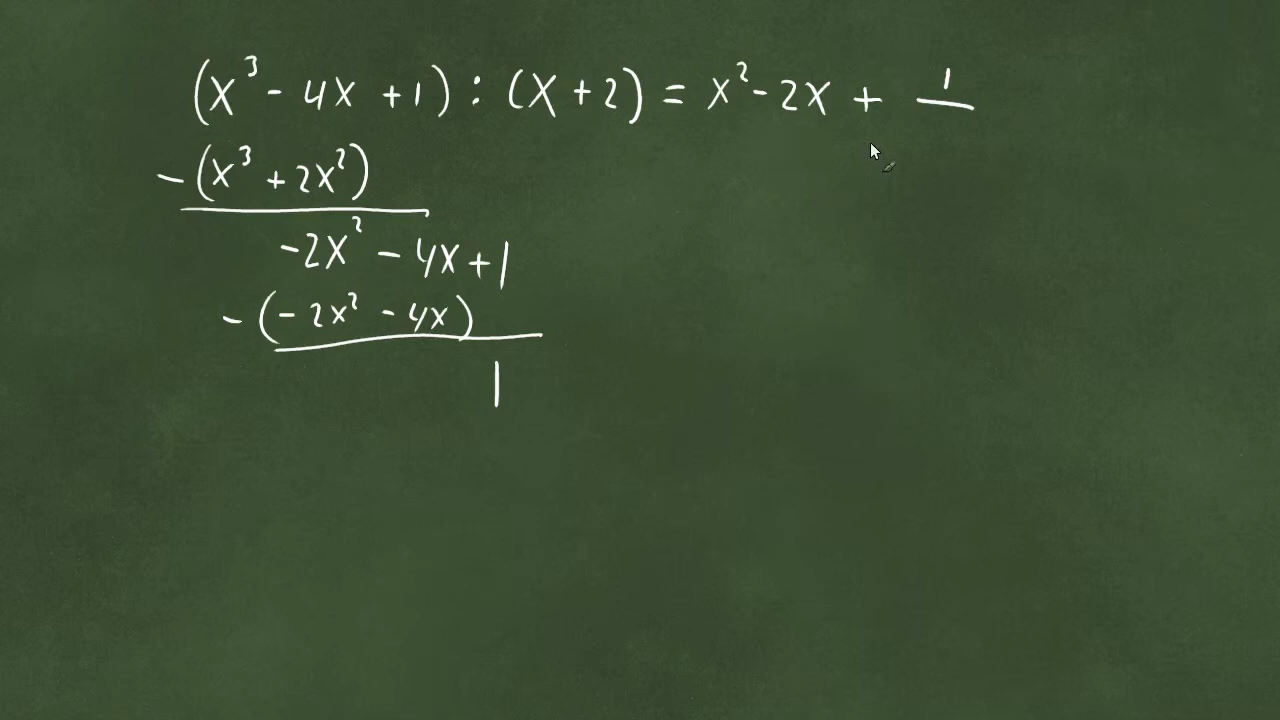 (x³ - 4x + 1) : (x + 2) = x² - 2x + 1/
-(x³ + 2x²)
-2x² - 4x + 1
-(-2x² - 4x)
1